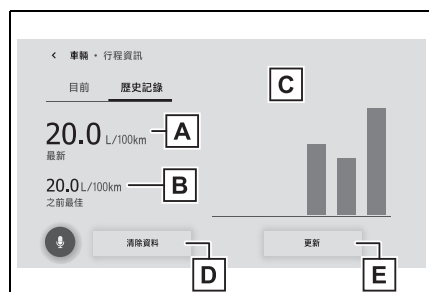 < 車輛・行程資訊
目前 歷史記錄
C
20.0 L/100km A
最新
20.0 L/100km B
之前最佳
清除資料 更新
D E